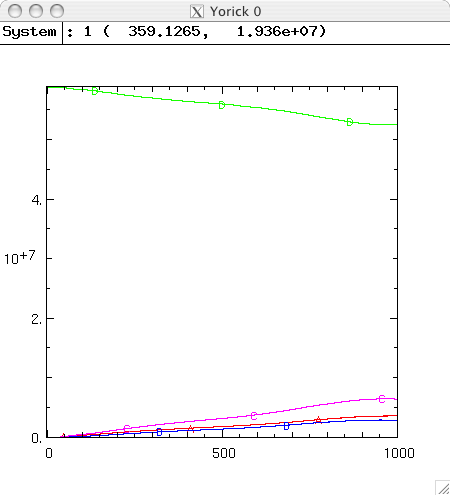 Yorick 0
System : 1 ( 359.1265, 1.936e+07)
D
D
D
4.
10+7
2.
C
C
C
A
A
B
B
0.
0
500
1000